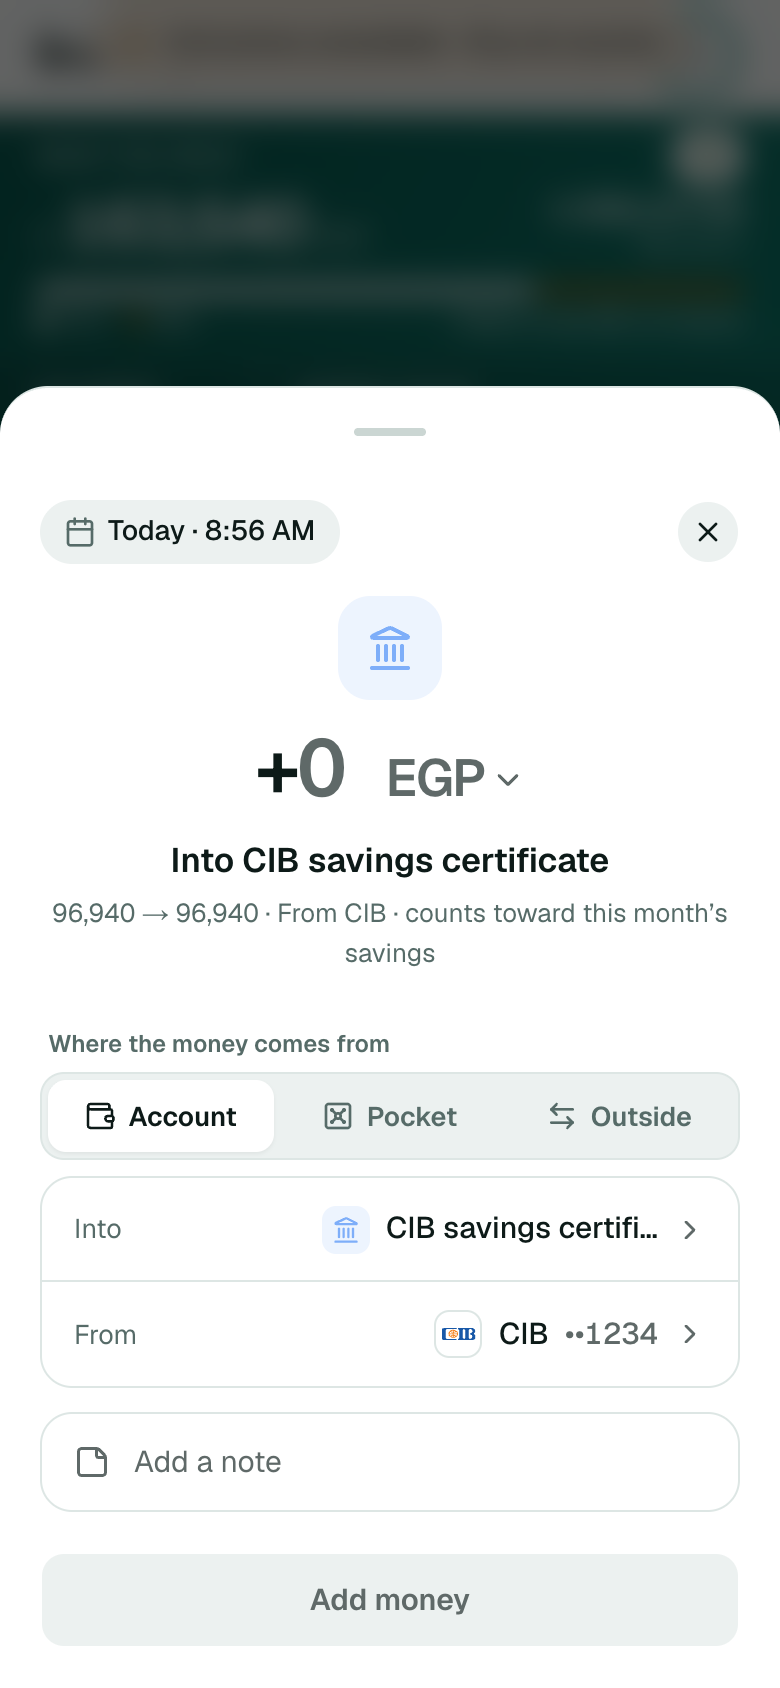 Today · 8:56 AM
+0 EGP
Into CIB savings certificate
96,940 → 96,940 · From CIB · counts toward this month’s
savings
Where the money comes from
Account Pocket Outside
Into CIB savings certifi...
From CIB CIB ••1234
Add a note
Add money